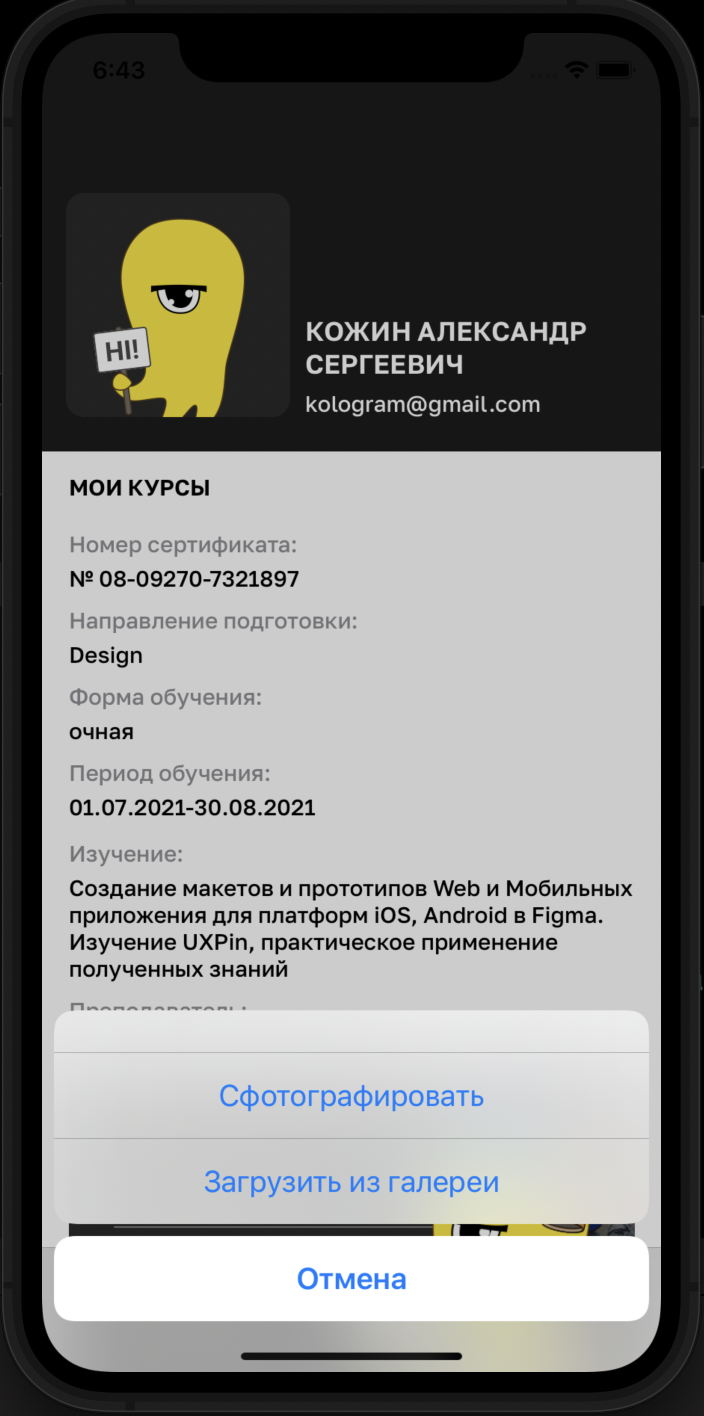 6:43
HI!
КОЖИН АЛЕКСАНДР
СЕРГЕЕВИЧ
kologram@gmail.com
МОИ КУРСЫ
Номер сертификата:
№ 08-09270-7321897
Направление подготовки:
Design
Форма обучения:
очная
Период обучения:
01.07.2021-30.08.2021
Изучение:
Создание макетов и прототипов Web и Мобильных
приложения для платформ iOS, Android в Figma.
Изучение UXPin, практическое применение
полученных знаний
Преподаватель:
Сфотографировать
Загрузить из галереи
Отмена